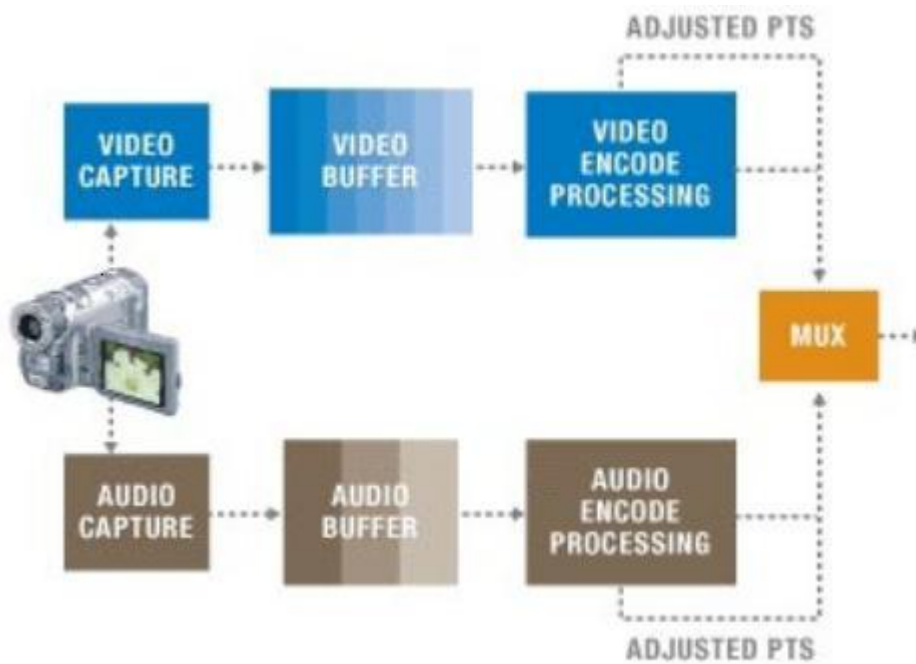 ADJUSTED PTS
VIDEO
CAPTURE
VIDEO
BUFFER
VIDEO
ENCODE
PROCESSING
MUX
AUDIO
CAPTURE
AUDIO
BUFFER
AUDIO
ENCODE
PROCESSING
ADJUSTED PTS